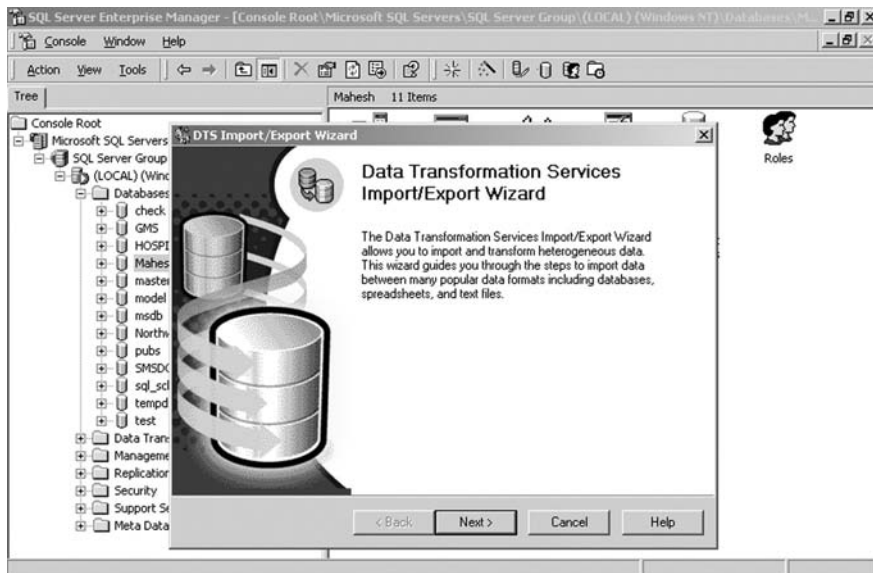 SQL Server Enterprise Manager - [Console Root\Microsoft SQL Servers\SQL Server Group\(LOCAL) (Windows NT)\Databases\M...
Console Window Help
Action View Tools
Tree
Mahesh 11 Items
Console Root
Microsoft SQL Servers
SQL Server Group
(LOCAL) (Winc
Databases
check
GMS
HOSPI
Mahes
master
model
msdb
Northw
pubs
SMSDC
sql_scl
tempd
test
Data Trans
Manageme
Replication
Security
Support Se
Meta Data
Roles
DTS Import/Export Wizard
Data Transformation Services
Import/Export Wizard
The Data Transformation Services Import/Export Wizard
allows you to import and transform heterogeneous data.
This wizard guides you through the steps to import data
between many popular data formats including databases,
spreadsheets, and text files.
< Back Next > Cancel Help